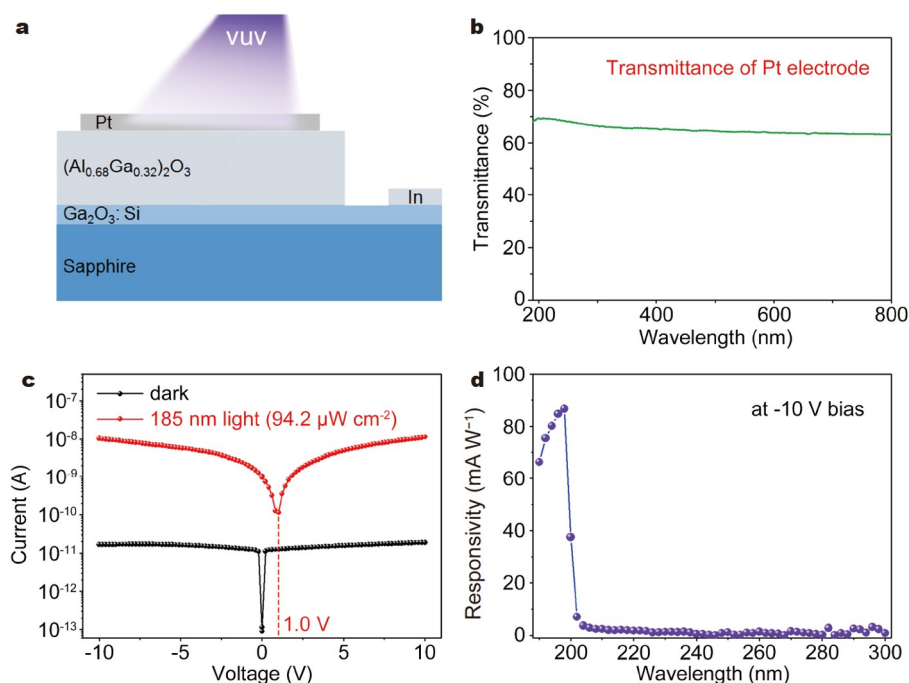 a
vuv
Pt
(Al0.68Ga0.32)2O3
In
Ga2O3: Si
Sapphire
b
Transmittance of Pt electrode
Transmittance (%)
100
80
60
40
20
0
200 400 600 800
Wavelength (nm)
c
dark
185 nm light (94.2 μW cm⁻²)
Current (A)
10⁻⁷
10⁻⁸
10⁻⁹
10⁻¹⁰
10⁻¹¹
10⁻¹²
10⁻¹³
1.0 V
-10 -5 0 5 10
Voltage (V)
d
at -10 V bias
Responsivity (mA W⁻¹)
100
80
60
40
20
0
200 220 240 260 280 300
Wavelength (nm)